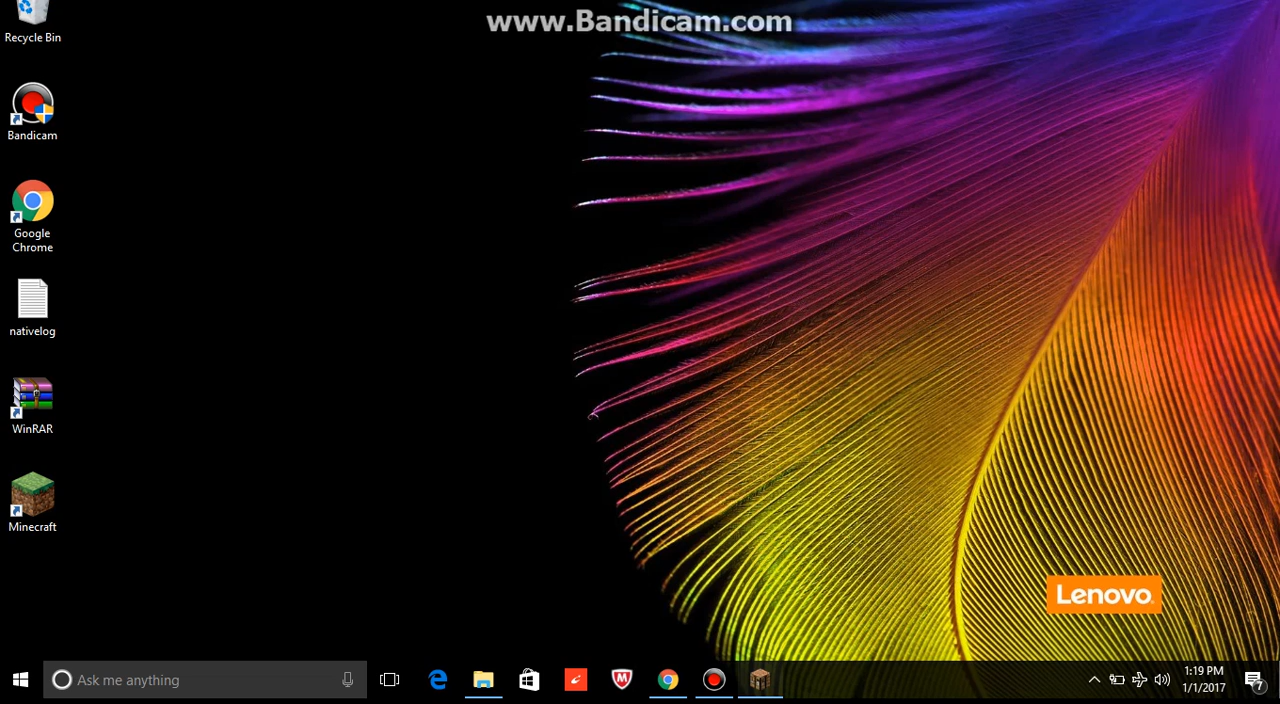 www.Bandicam.com
Recycle Bin
Bandicam
Google
Chrome
nativelog
WinRAR
Minecraft
Lenovo
Ask me anything
1:19 PM
1/1/2017
7